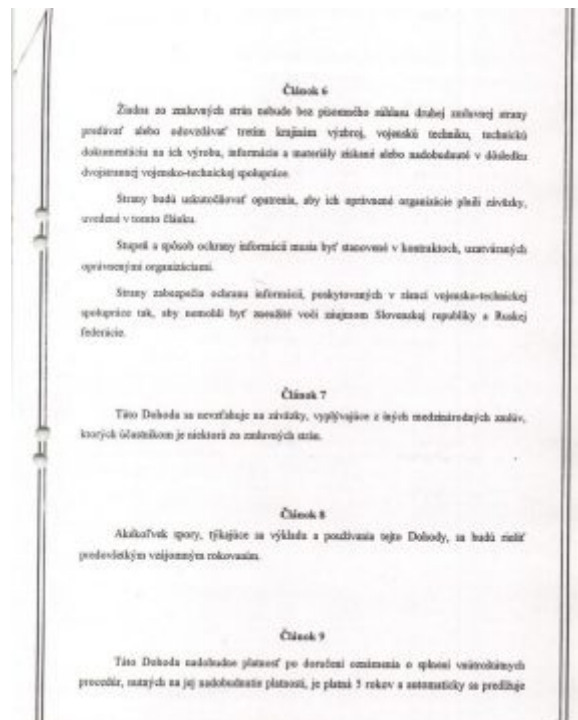 Článok 6
Žiadna zo zmluvných strán nebude bez písomného súhlasu druhej zmluvnej strany
predávať alebo odovzdávať tretím krajinám výzbroj, vojenskú techniku, technickú
dokumentáciu na ich výrobu, informácie a materiály získané alebo nadobudnuté v dôsledku
dvojstrannej vojensko-technickej spolupráce.
Strany budú uskutočňovať opatrenia, aby ich oprávnené organizácie plnili záväzky,
uvedené v tomto článku.
Stupeň a spôsob ochrany informácií musia byť stanovené v kontraktoch, uzatváraných
oprávnenými organizáciami.
Strany zabezpečia ochranu informácií, poskytovaných v rámci vojensko-technickej
spolupráce tak, aby nemohli byť zneužité voči záujmom Slovenskej republiky a Ruskej
federácie.
Článok 7
Táto Dohoda sa nevzťahuje na záväzky, vyplývajúce z iných medzinárodných zmlúv,
ktorých účastníkom je niektorá zo zmluvných strán.
Článok 8
Akékoľvek spory, týkajúce sa výkladu a používania tejto Dohody, sa budú riešiť
predovšetkým vzájomným rokovaním.
Článok 9
Táto Dohoda nadobudne platnosť po doručení oznámenia o splnení vnútroštátnych
procedúr, nutných na jej nadobudnutie platnosti, je platná 5 rokov a automaticky sa predlžuje